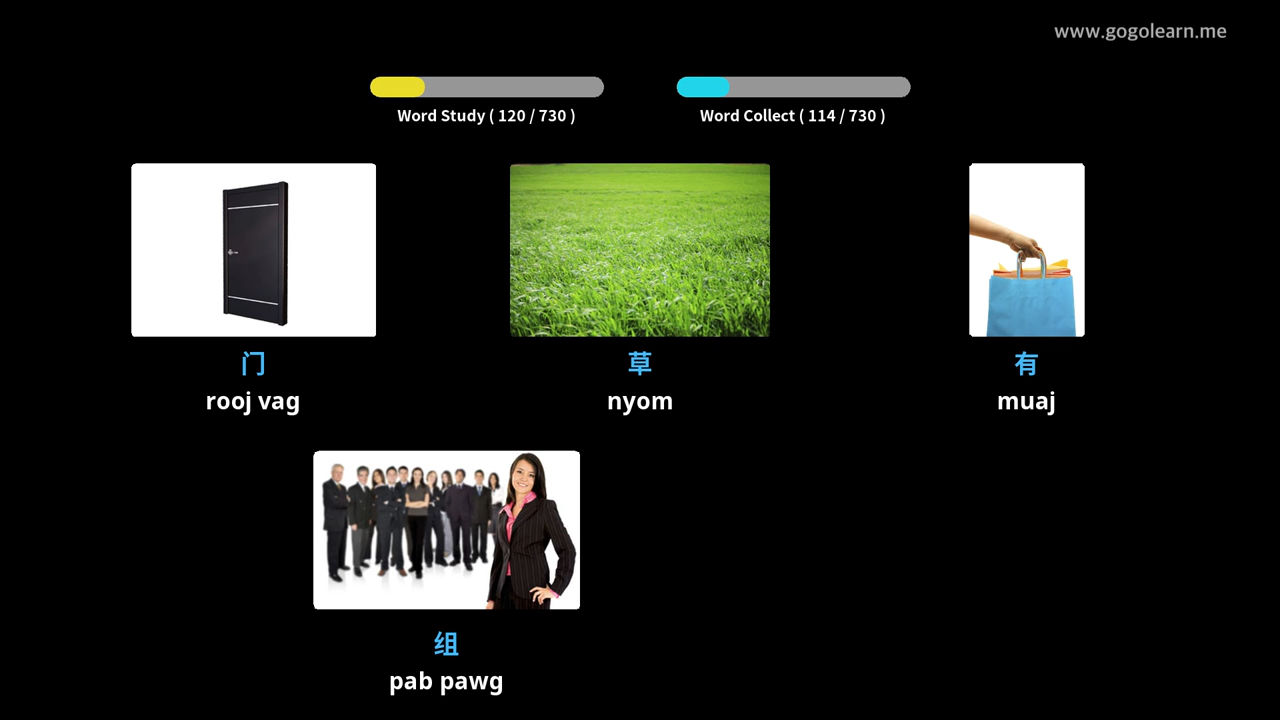 www.gogolearn.me
Word Study ( 120 / 730 )
Word Collect ( 114 / 730 )
门
rooj vag
草
nyom
有
muaj
组
pab pawg